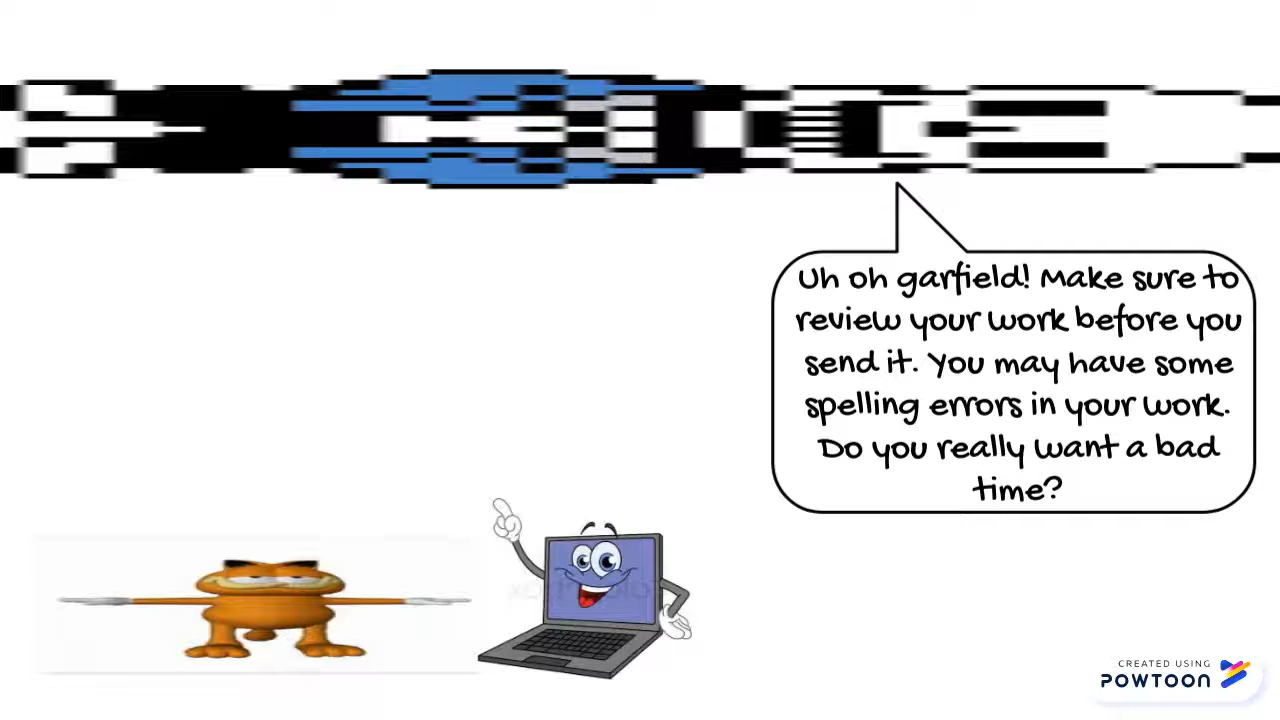 Uh oh garfield! Make sure to
review your work before you
send it. You may have some
spelling errors in your work.
Do you really want a bad
time?
CREATED USING
POWTOON